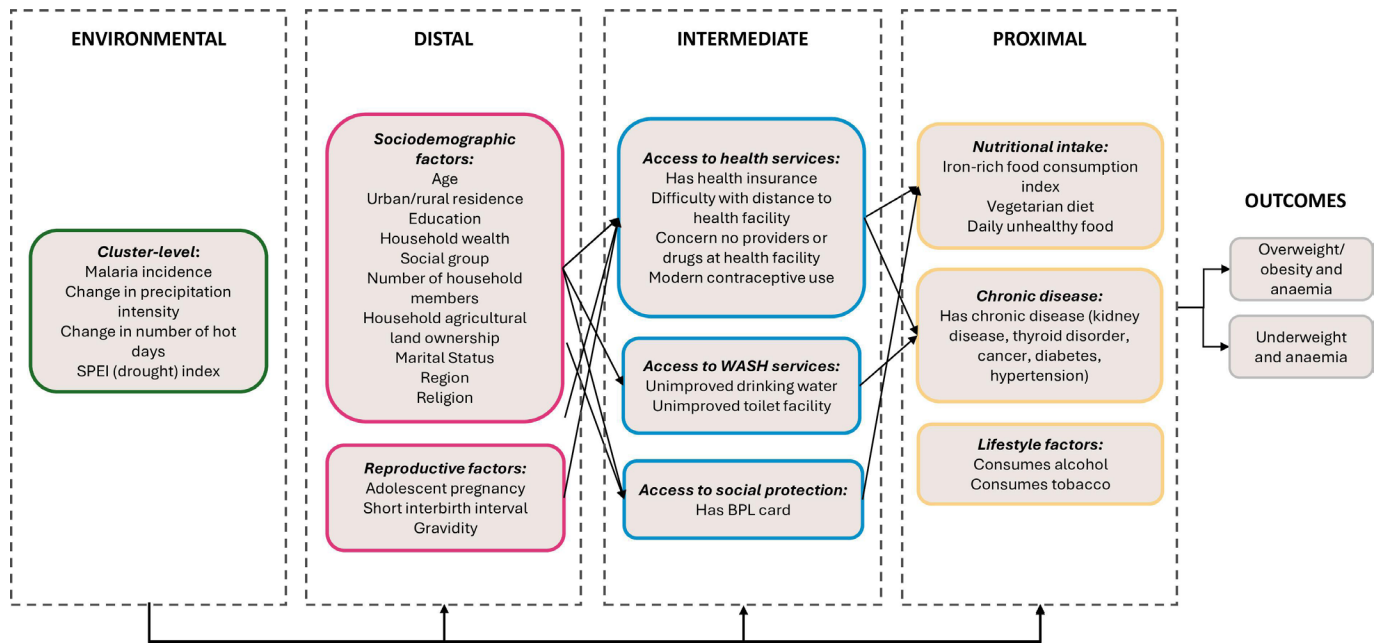 ENVIRONMENTAL
Cluster-level:
Malaria incidence
Change in precipitation
intensity
Change in number of hot
days
SPEI (drought) index
DISTAL
Sociodemographic
factors:
Age
Urban/rural residence
Education
Household wealth
Social group
Number of household
members
Household agricultural
land ownership
Marital Status
Region
Religion
Reproductive factors:
Adolescent pregnancy
Short interbirth interval
Gravidity
INTERMEDIATE
Access to health services:
Has health insurance
Difficulty with distance to
health facility
Concern no providers or
drugs at health facility
Modern contraceptive use
Access to WASH services:
Unimproved drinking water
Unimproved toilet facility
Access to social protection:
Has BPL card
PROXIMAL
Nutritional intake:
Iron-rich food consumption
index
Vegetarian diet
Daily unhealthy food
Chronic disease:
Has chronic disease (kidney
disease, thyroid disorder,
cancer, diabetes,
hypertension)
Lifestyle factors:
Consumes alcohol
Consumes tobacco
OUTCOMES
Overweight/
obesity and
anaemia
Underweight
and anaemia